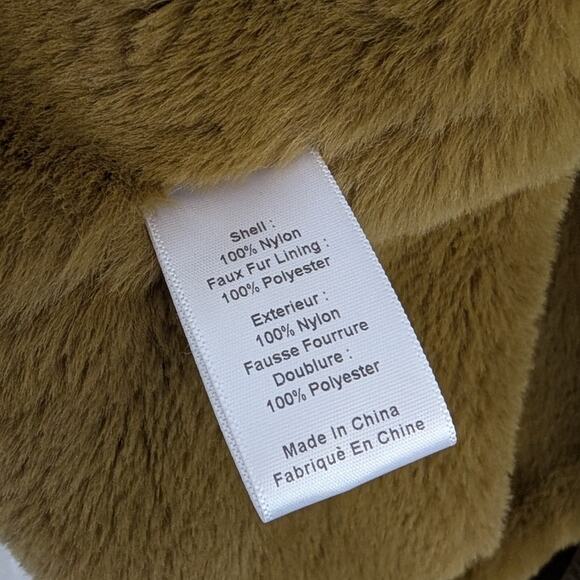 Shell :
100% Nylon
Faux Fur Lining :
100% Polyester
Exterieur :
100% Nylon
Fausse Fourrure
Doublure :
100% Polyester
Made In China
Fabriquè En Chine